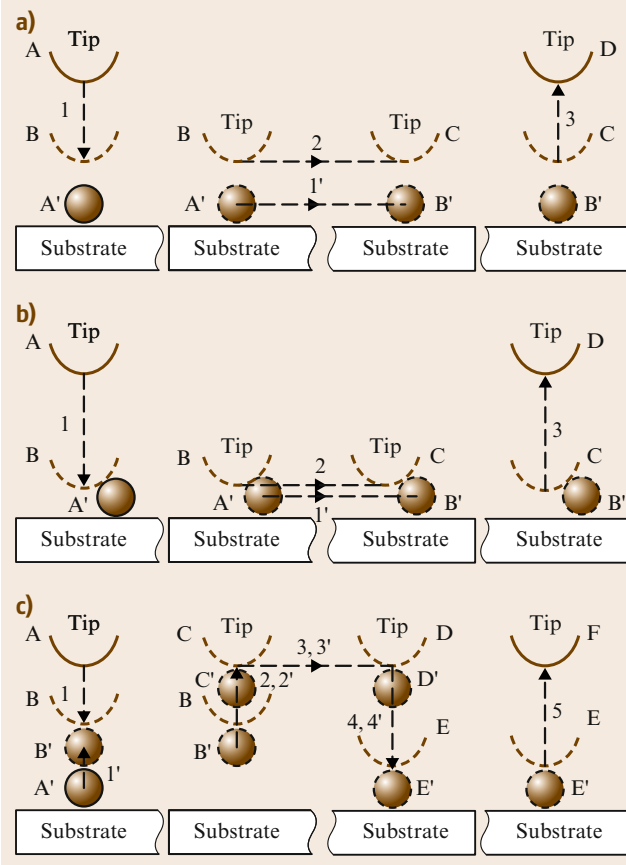 a)
A Tip
1
B
A'
Substrate
B Tip Tip C
2
1'
A' B'
Substrate Substrate
Tip D
3
C
B'
Substrate
b)
A Tip
1
B
A'
Substrate
B Tip Tip C
2
A' 1' B'
Substrate Substrate
Tip D
3
C
B'
Substrate
c)
A Tip
B 1
B'
A' 1'
Substrate
C Tip Tip D
3, 3'
C' 2, 2' D'
B 4, 4' E
B' E'
Substrate Substrate
Tip F
5
E
E'
Substrate